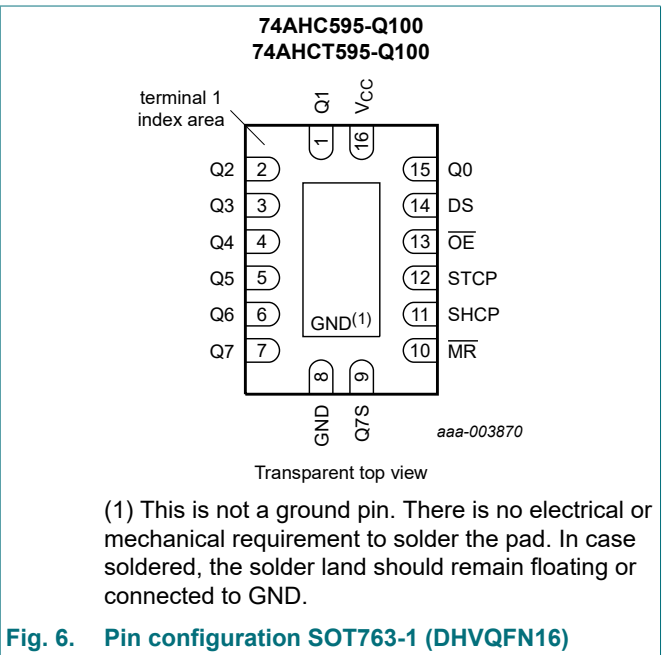 74AHC595-Q100
74AHCT595-Q100
terminal 1
index area
Q1
VCC
1
16
Q2 2
15 Q0
Q3 3
14 DS
Q4 4
13 O̅E̅
Q5 5
12 STCP
Q6 6
11 SHCP
GND(1)
Q7 7
10 M̅R̅
8
9
GND
Q7S
aaa-003870
Transparent top view
(1) This is not a ground pin. There is no electrical or
mechanical requirement to solder the pad. In case
soldered, the solder land should remain floating or
connected to GND.
Fig. 6. Pin configuration SOT763-1 (DHVQFN16)